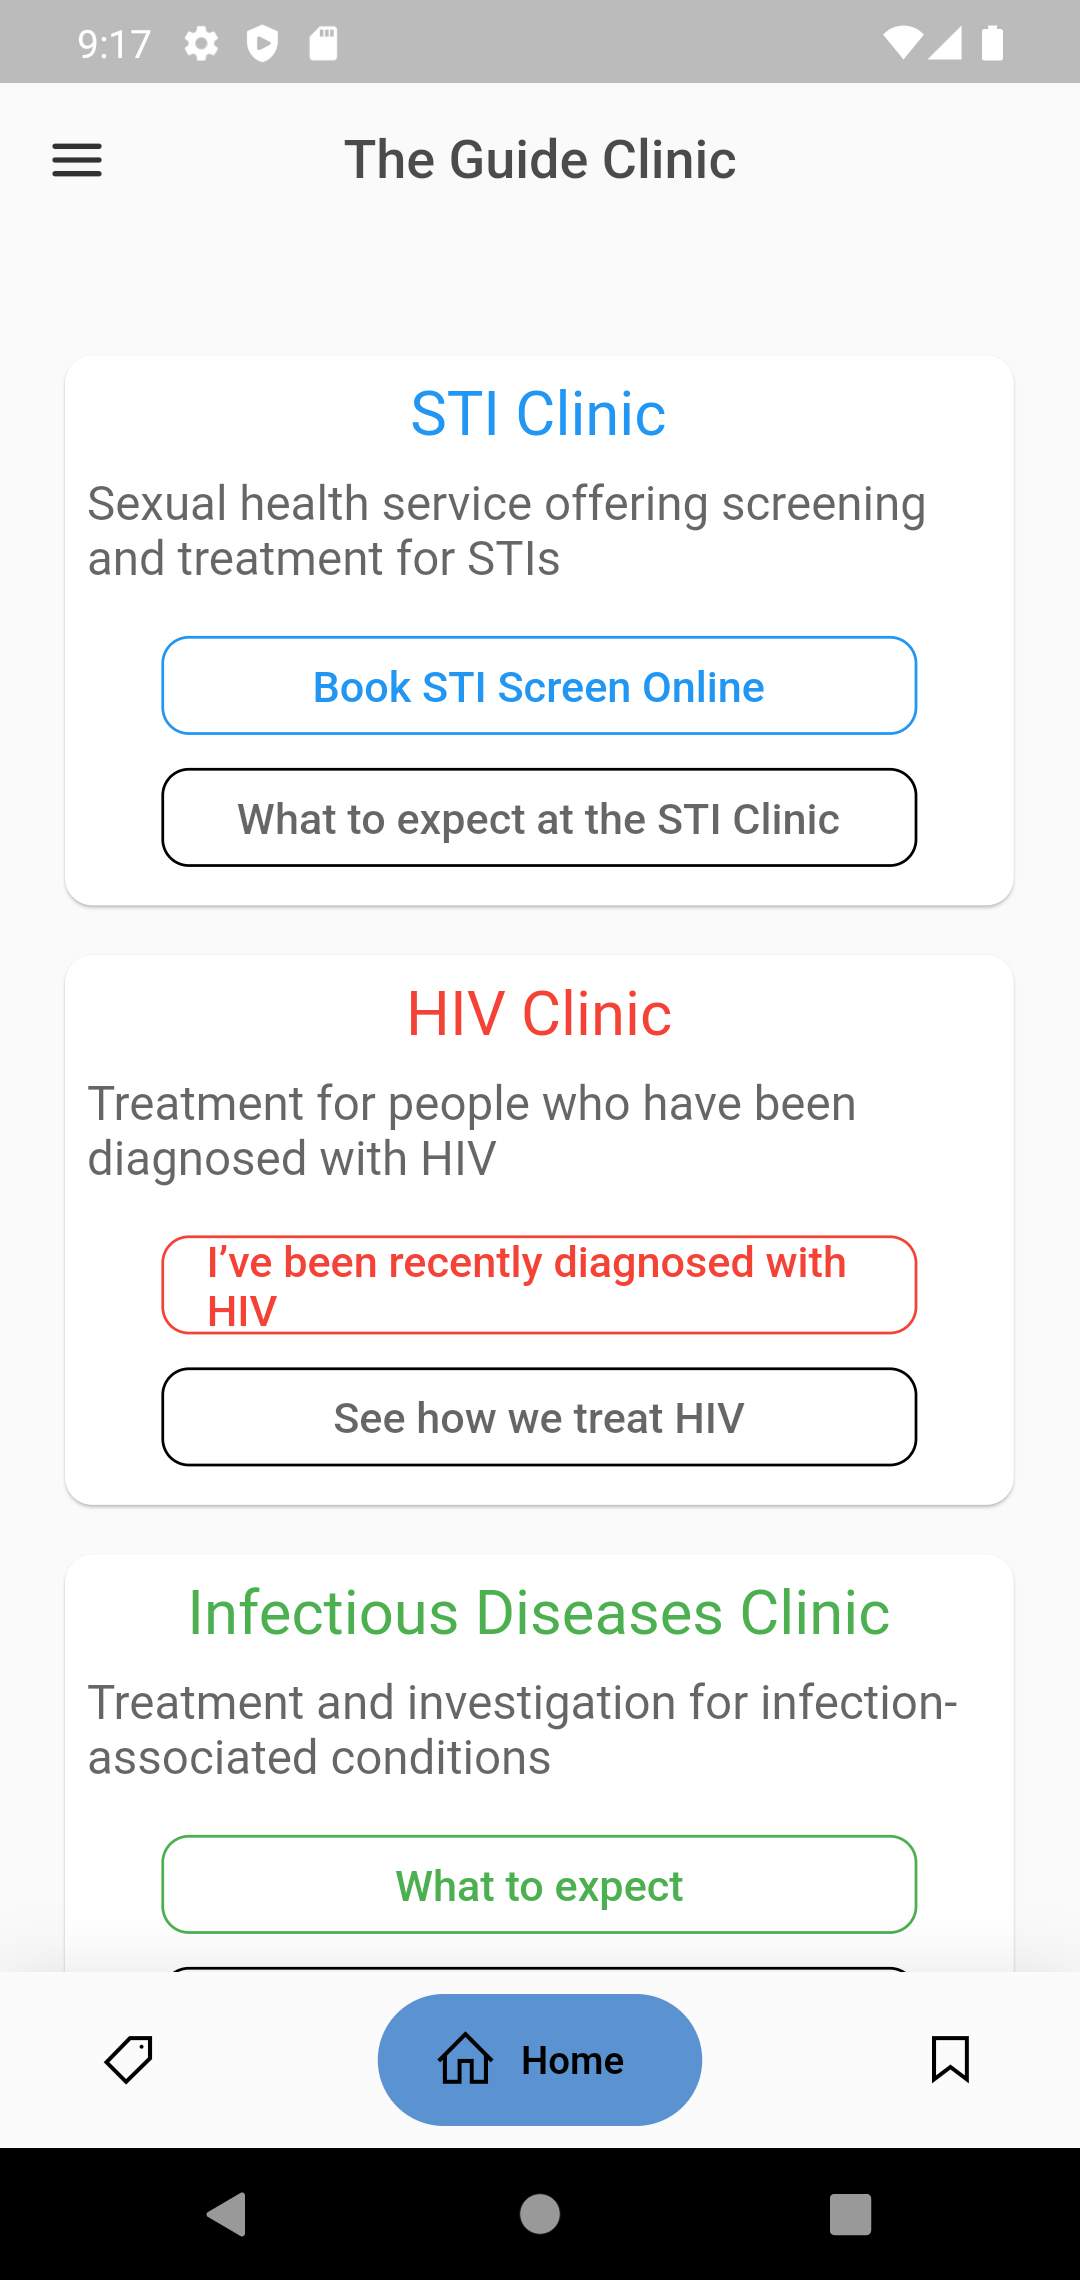 9:17
The Guide Clinic
STI Clinic
Sexual health service offering screening
and treatment for STIs
Book STI Screen Online
What to expect at the STI Clinic
HIV Clinic
Treatment for people who have been
diagnosed with HIV
I’ve been recently diagnosed with
HIV
See how we treat HIV
Infectious Diseases Clinic
Treatment and investigation for infection-
associated conditions
What to expect
Home